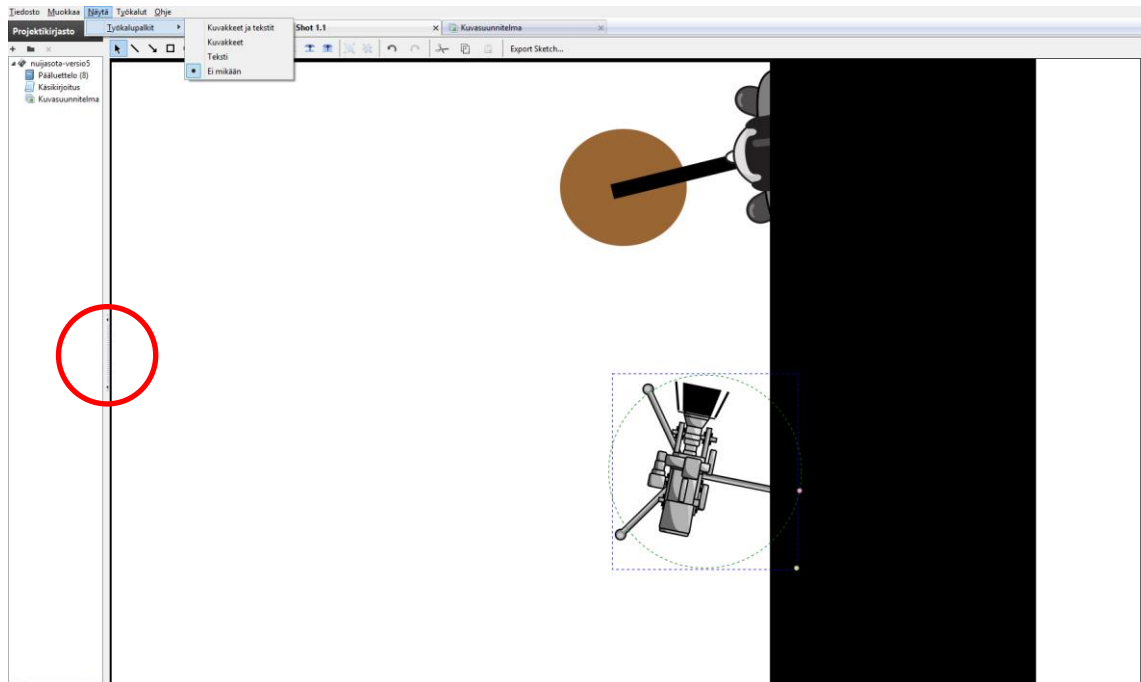 Tiedosto Muokkaa Näytä Työkalut Ohje
Projektikirjasto
Työkalupalkit
Kuvakkeet ja tekstit
Kuvakkeet
Teksti
Ei mikään
Shot 1.1
Kuvasuunnitelma
Export Sketch...
nuijasota-versio5
Pääluettelo (8)
Käsikirjoitus
Kuvasuunnitelma